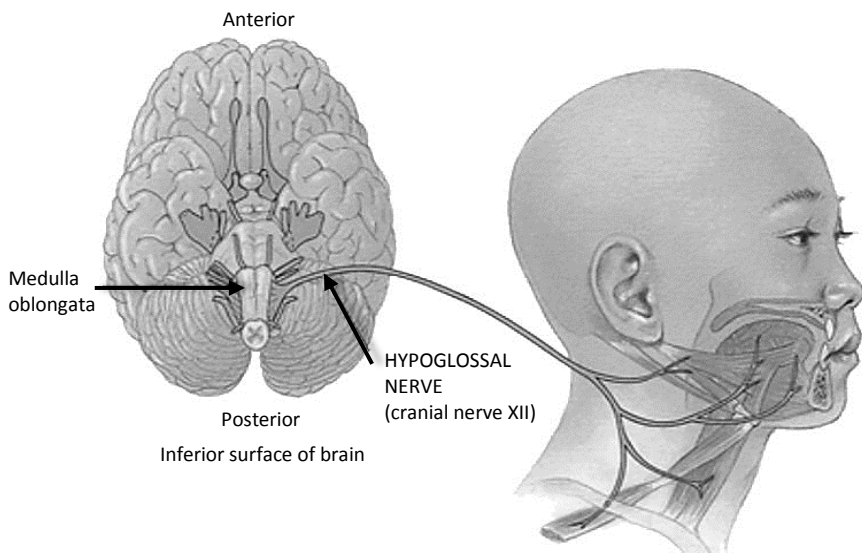 Anterior
Medulla
oblongata
HYPOGLOSSAL
NERVE
(cranial nerve XII)
Posterior
Inferior surface of brain